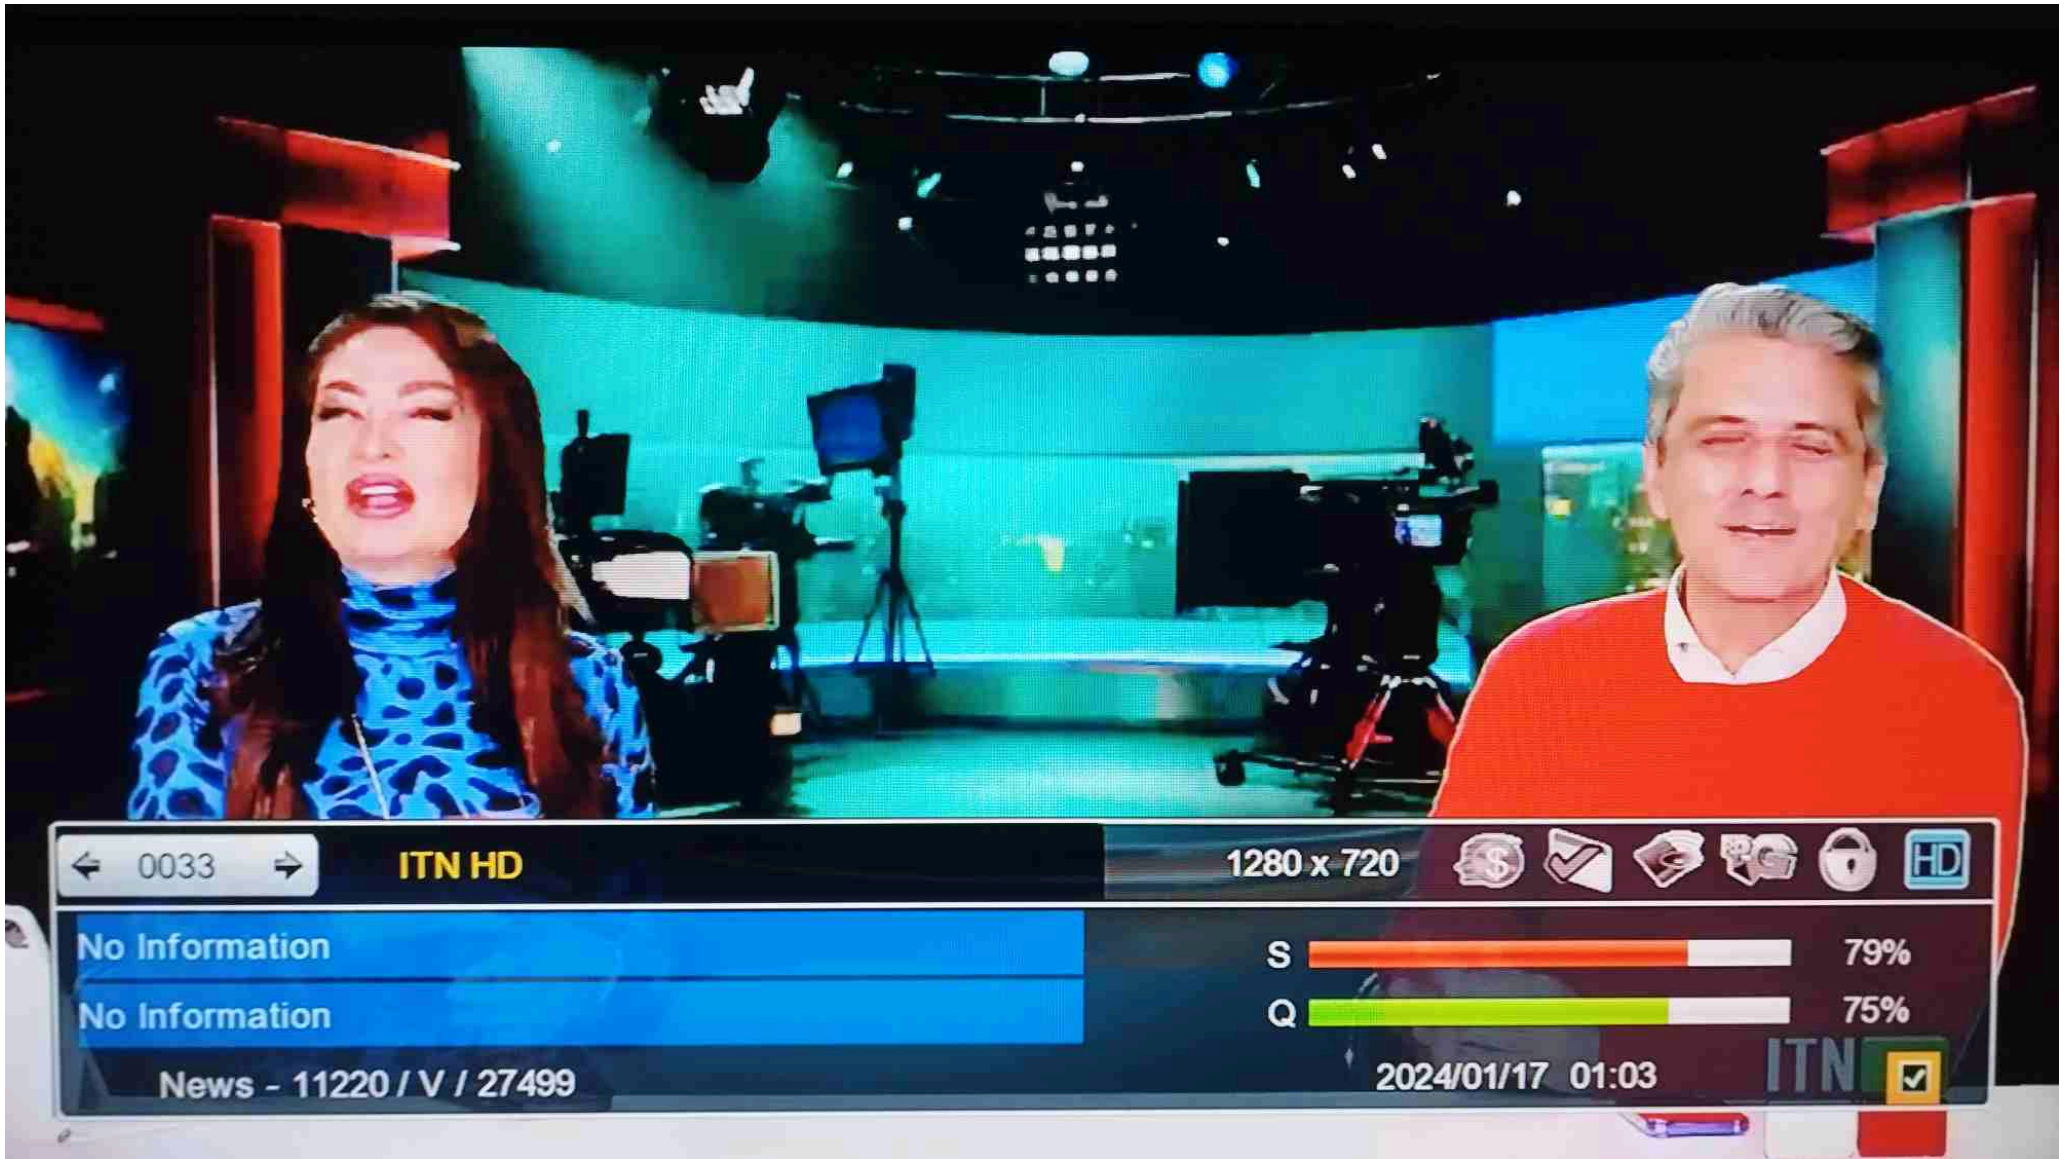 0033
ITN HD
1280 x 720
$
G
HD
No Information
S
79%
No Information
Q
75%
News - 11220 / V / 27499
2024/01/17 01:03
ITN